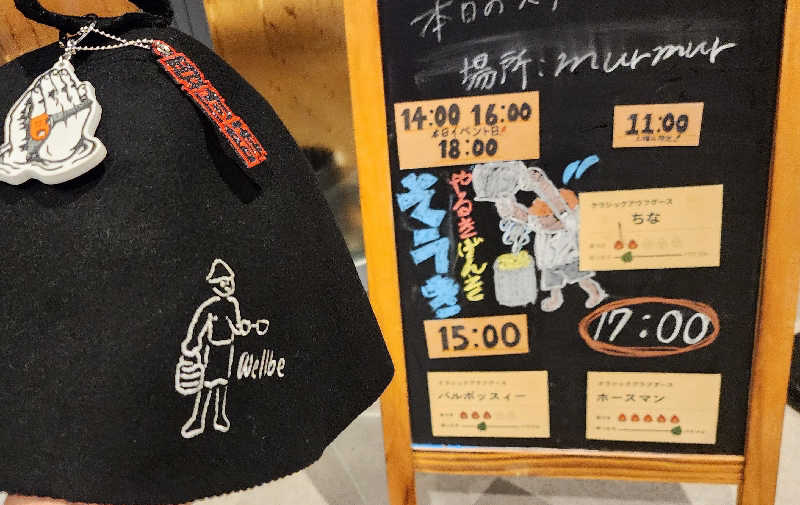 本日の
場所:murmur
14:00 16:00
本日イベント日!
18:00
11:00
やるき
げんき
クラシックアウフグース
ちな
15:00
17:00
クラシックアウフグース
バルボッスィー
クラシックアウフグース
ホースマン
Wellbe